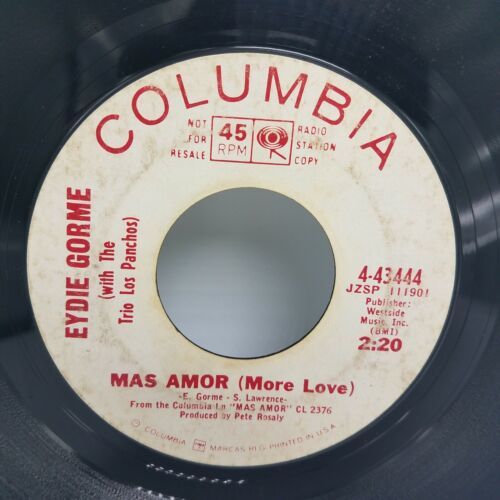 COLUMBIA
NOT FOR RESALE
45 RPM
RADIO STATION COPY
EYDIE GORME
(with The
Trio Los Panchos)
4-43444
JZSP 111901
Publisher:
Westside
Music, Inc.
(BMI)
2:20
MAS AMOR (More Love)
-E. Gorme - S. Lawrence-
From the Columbia Lp "MAS AMOR" CL 2376
Produced by Pete Rosaly
© COLUMBIA MARCAS REG. PRINTED IN U.S.A.